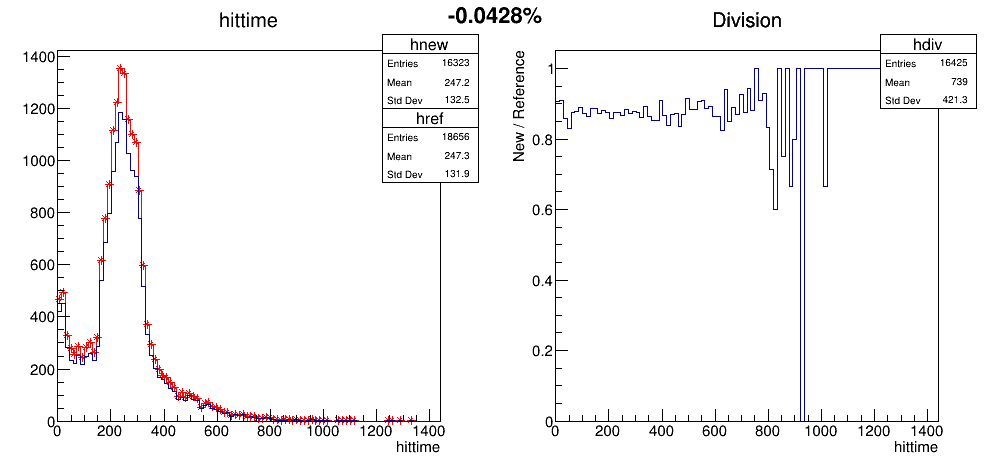 -0.0428%
hittime
hnew
Entries 16323
Mean 247.2
Std Dev 132.5
href
Entries 18656
Mean 247.3
Std Dev 131.9
1400
1200
1000
800
600
400
200
0
0 200 400 600 800 1000 1200 1400
hittime
Division
hdiv
Entries 16425
Mean 739
Std Dev 421.3
New / Reference
1
0.8
0.6
0.4
0.2
0
0 200 400 600 800 1000 1200 1400
hittime